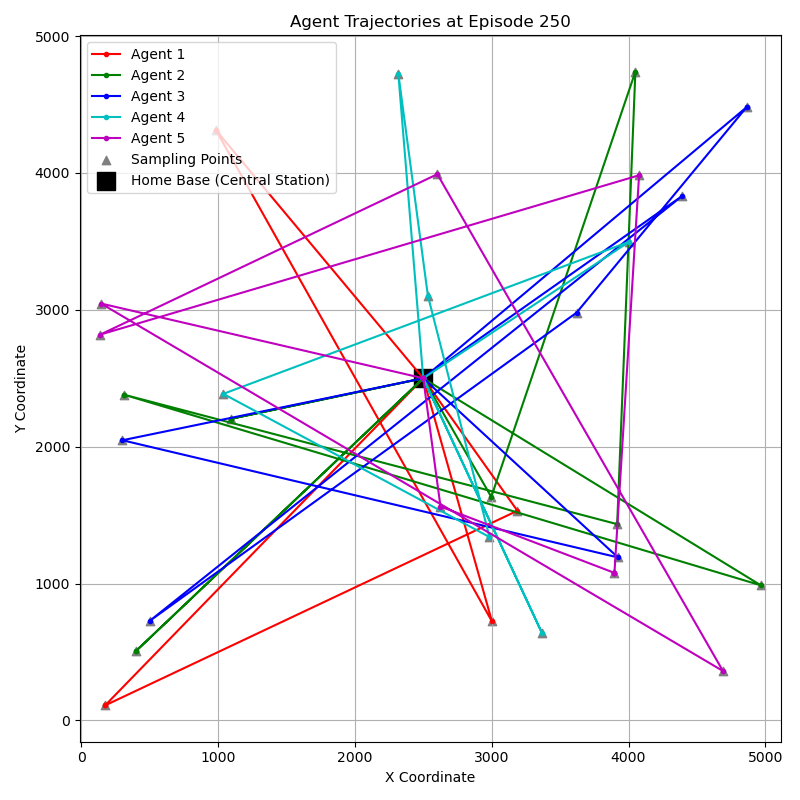 Agent Trajectories at Episode 250
5000
4000
3000
2000
1000
0
Y Coordinate
Agent 1
Agent 2
Agent 3
Agent 4
Agent 5
Sampling Points
Home Base (Central Station)
0 1000 2000 3000 4000 5000
X Coordinate